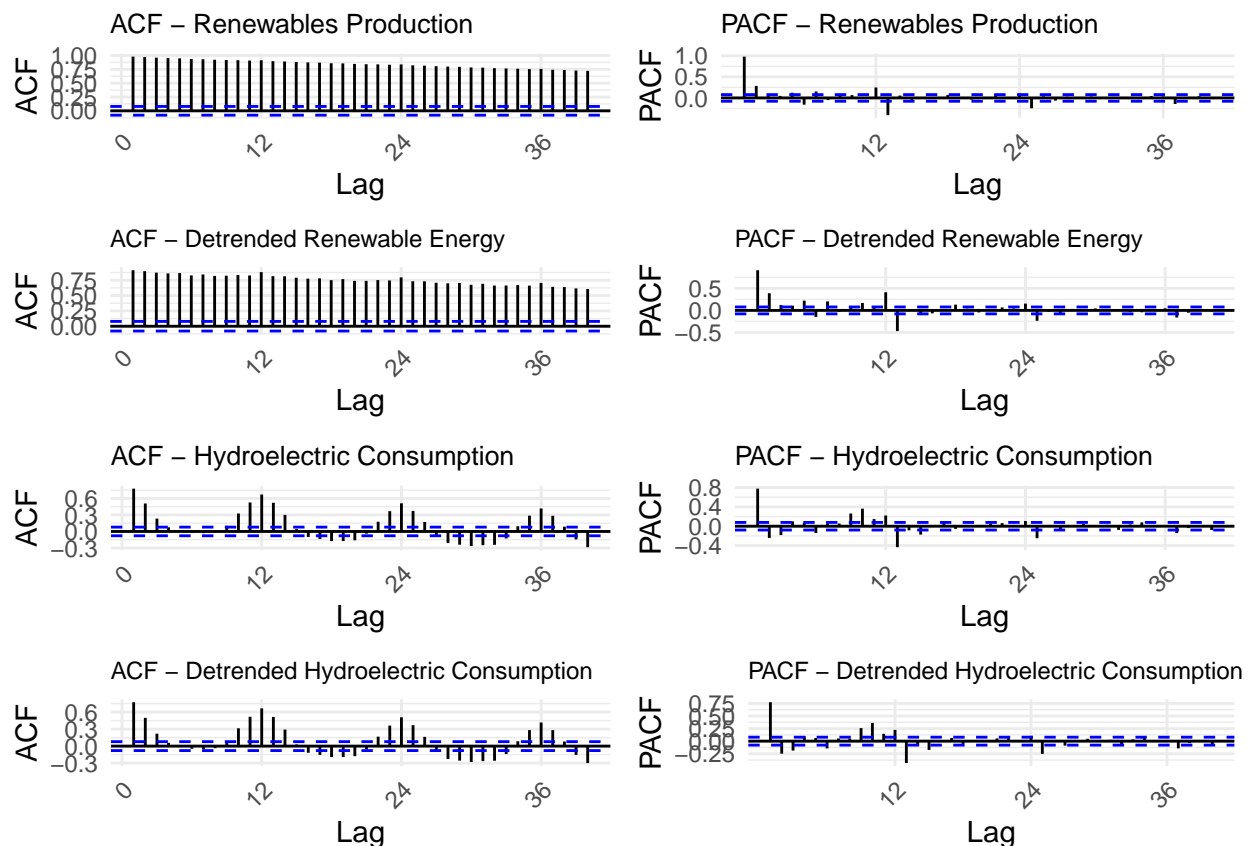 ACF – Renewables Production
ACF
1.00
0.75
0.50
0.25
0.00
0
12
24
36
Lag
PACF – Renewables Production
PACF
1.0
0.5
0.0
12
24
36
Lag
ACF – Detrended Renewable Energy
ACF
0.75
0.50
0.25
0.00
0
12
24
36
Lag
PACF – Detrended Renewable Energy
PACF
0.5
0.0
−0.5
12
24
36
Lag
ACF – Hydroelectric Consumption
ACF
0.6
0.3
0.0
−0.3
0
12
24
36
Lag
PACF – Hydroelectric Consumption
PACF
0.8
0.4
0.0
−0.4
12
24
36
Lag
ACF – Detrended Hydroelectric Consumption
ACF
0.6
0.3
0.0
−0.3
0
12
24
36
Lag
PACF – Detrended Hydroelectric Consumption
PACF
0.75
0.50
0.25
0.00
−0.25
12
24
36
Lag